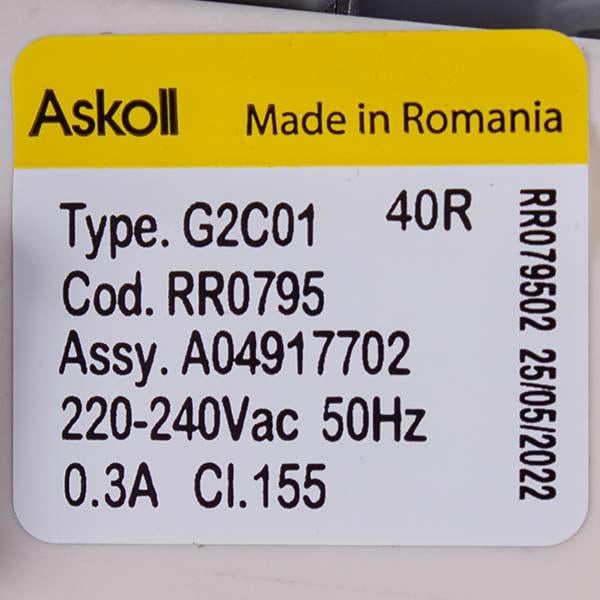 Askoll
Made in Romania
Type. G2C01
40R
Cod. RR0795
Assy. A04917702
220-240Vac 50Hz
0.3A Cl.155
RR079502 25/05/2022